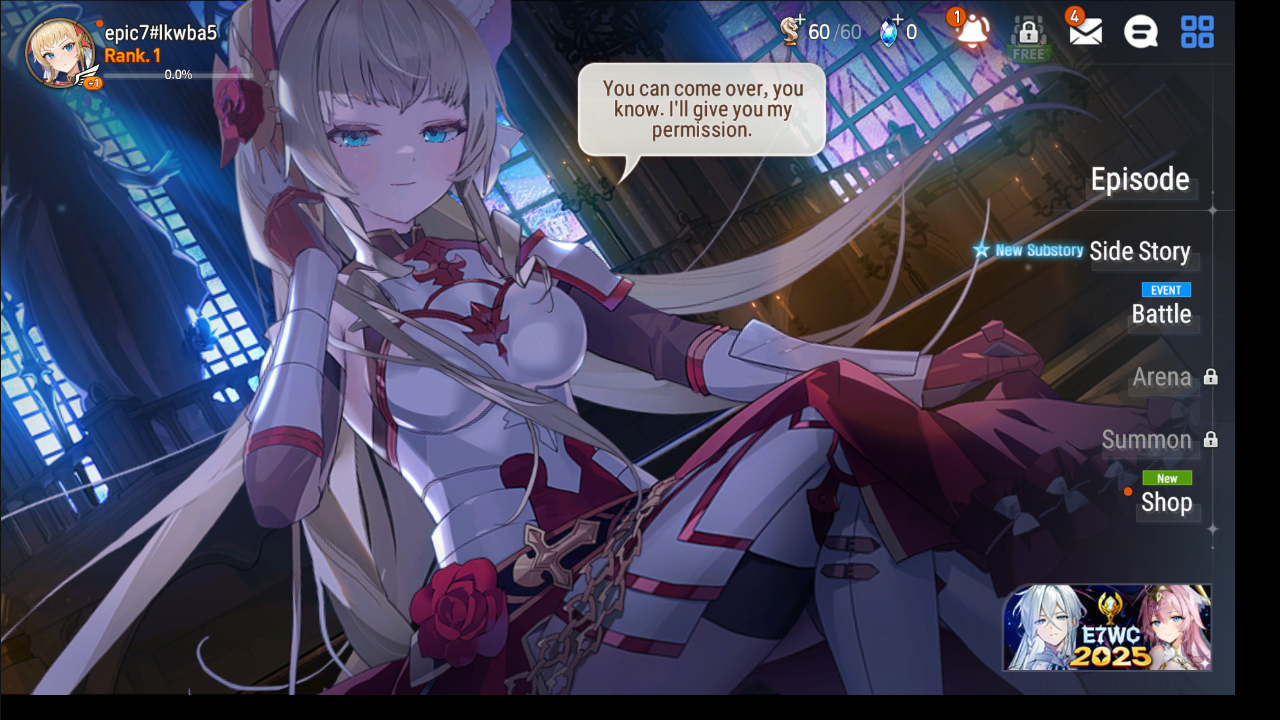 epic7#lkwba5
Rank.1
0.0%
+1
60/60
0
1
FREE
4
You can come over, you
know. I'll give you my
permission.
Episode
New Substory Side Story
EVENT
Battle
Arena
Summon
New
Shop
E7WC
2025